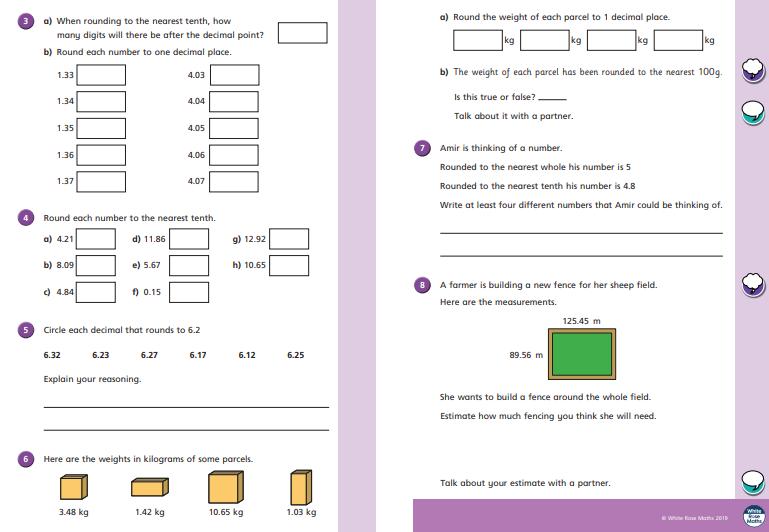 3 a) When rounding to the nearest tenth, how
many digits will there be after the decimal point?
b) Round each number to one decimal place.
1.33 4.03
1.34 4.04
1.35 4.05
1.36 4.06
1.37 4.07
4 Round each number to the nearest tenth.
a) 4.21 d) 11.86 g) 12.92
b) 8.09 e) 5.67 h) 10.65
c) 4.84 f) 0.15
5 Circle each decimal that rounds to 6.2
6.32 6.23 6.27 6.17 6.12 6.25
Explain your reasoning.
6 Here are the weights in kilograms of some parcels.
3.48 kg 1.42 kg 10.65 kg 1.03 kg
a) Round the weight of each parcel to 1 decimal place.
kg kg kg kg
b) The weight of each parcel has been rounded to the nearest 100g.
Is this true or false?
Talk about it with a partner.
7 Amir is thinking of a number.
Rounded to the nearest whole his number is 5
Rounded to the nearest tenth his number is 4.8
Write at least four different numbers that Amir could be thinking of.
8 A farmer is building a new fence for her sheep field.
Here are the measurements.
125.45 m
89.56 m
She wants to build a fence around the whole field.
Estimate how much fencing you think she will need.
Talk about your estimate with a partner.
© White Rose Maths 2019
White
Rose
Maths